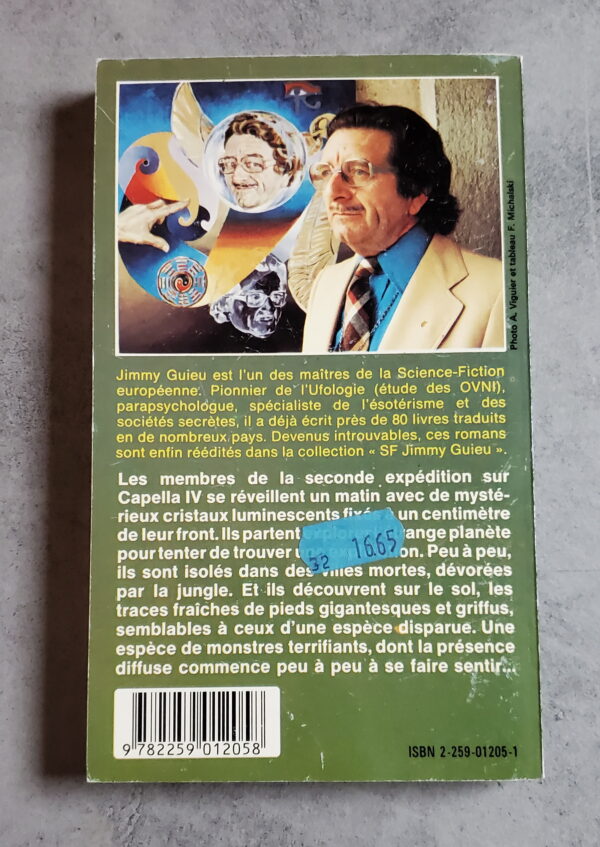 Photo A. Viguier et tableau F. Michalski
Jimmy Guieu est l'un des maîtres de la Science-Fiction
européenne. Pionnier de l'Ufologie (étude des OVNI),
parapsychologue, spécialiste de l'ésotérisme et des
sociétés secrètes, il a déjà écrit près de 80 livres traduits
en de nombreux pays. Devenus introuvables, ces romans
sont enfin réédités dans la collection « SF Jimmy Guieu ».
Les membres de la seconde expédition sur
Capella IV se réveillent un matin avec de mysté-
rieux cristaux luminescents fixés à un centimètre
de leur front. Ils partent planète
pour tenter de trouver
ils sont isolés dans des villes mortes, dévorées
par la jungle. Et ils découvrent sur le sol, les
traces fraîches de pieds gigantesques et griffus,
semblables à ceux d'une espèce disparue. Une
espèce de monstres terrifiants, dont la présence
diffuse commence peu à peu à se faire sentir...
32 16.65
Peu à peu,
9 782259 012058
ISBN 2-259-01205-1